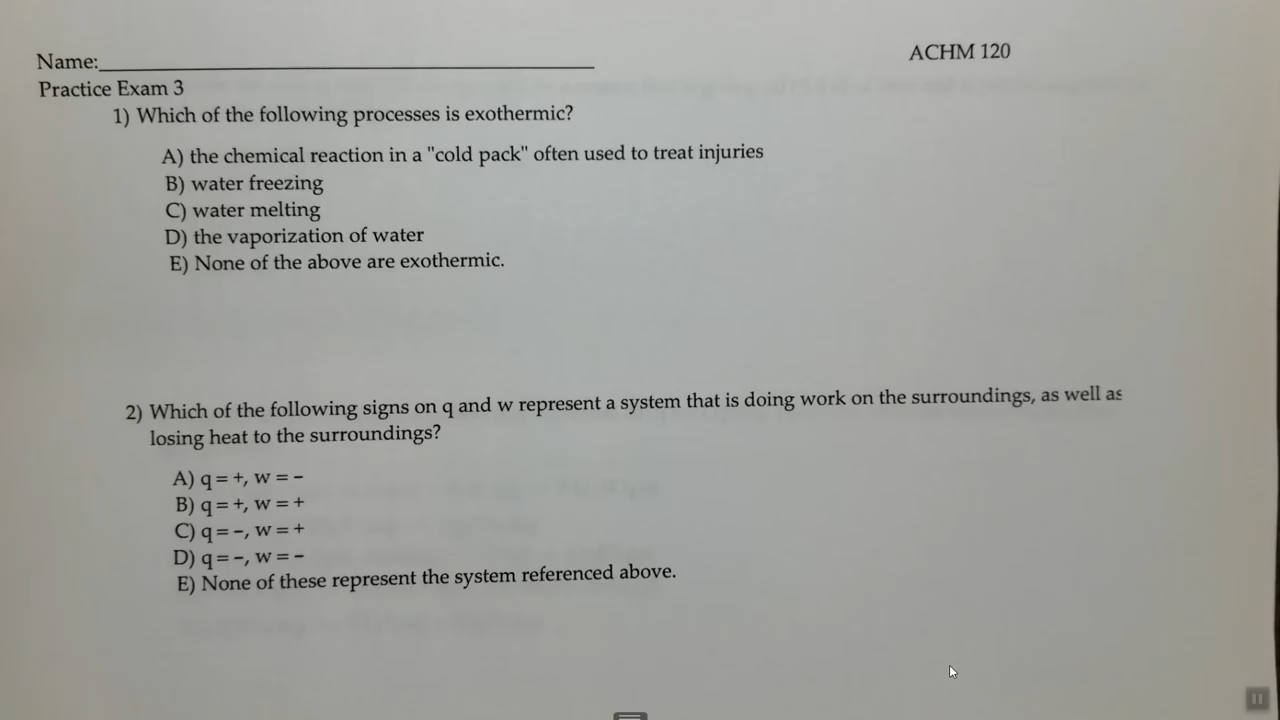 Name:
ACHM 120
Practice Exam 3
1) Which of the following processes is exothermic?
A) the chemical reaction in a "cold pack" often used to treat injuries
B) water freezing
C) water melting
D) the vaporization of water
E) None of the above are exothermic.
2) Which of the following signs on q and w represent a system that is doing work on the surroundings, as well as
losing heat to the surroundings?
A) q = +, w = −
B) q = +, w = +
C) q = −, w = +
D) q = −, w = −
E) None of these represent the system referenced above.